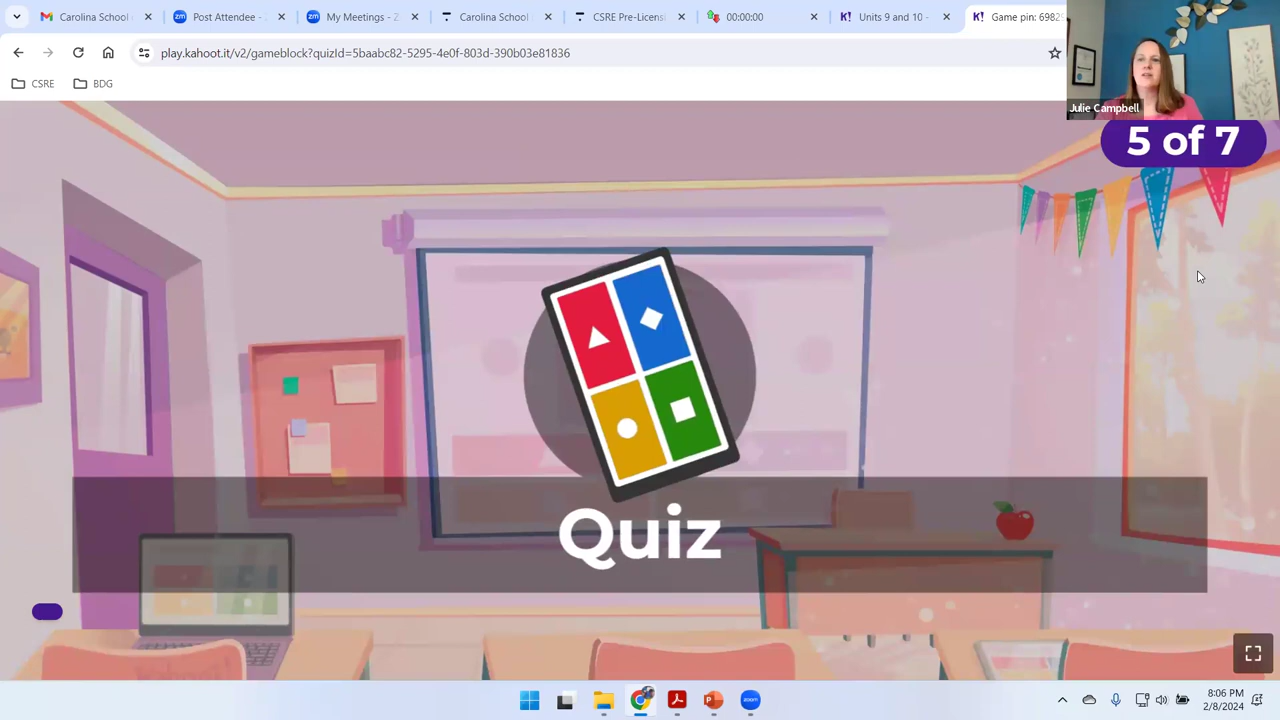 Carolina School
Post Attendee -
My Meetings - Z
Carolina School
CSRE Pre-Licens
00:00:00
Units 9 and 10 -
Game pin: 6982
play.kahoot.it/v2/gameblock?quizId=5baabc82-5295-4e0f-803d-390b03e81836
CSRE
BDG
Julie Campbell
5 of 7
Quiz
8:06 PM
2/8/2024